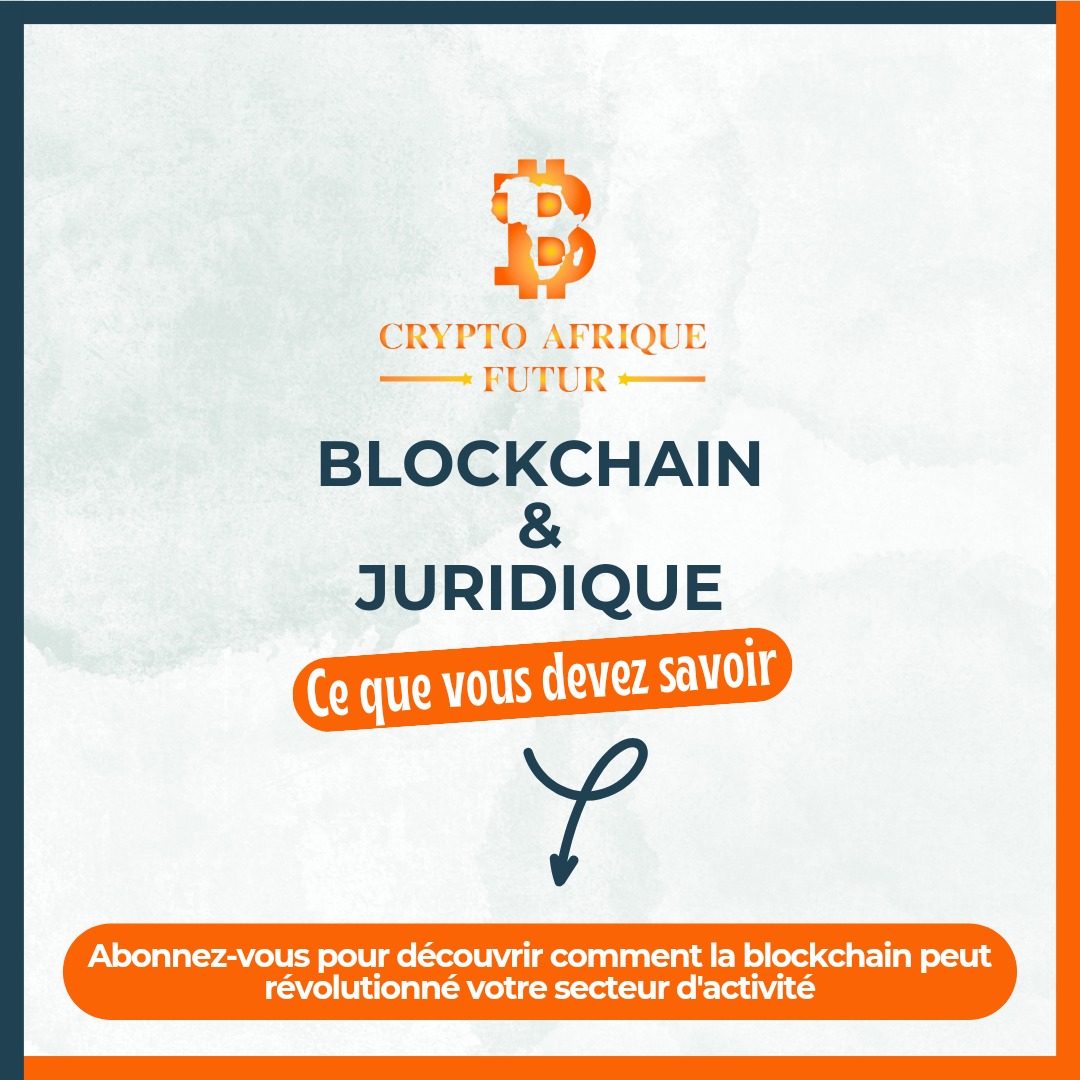 CRYPTO AFRIQUE
FUTUR
BLOCKCHAIN
&
JURIDIQUE
Ce que vous devez savoir
Abonnez-vous pour découvrir comment la blockchain peut
révolutionné votre secteur d'activité